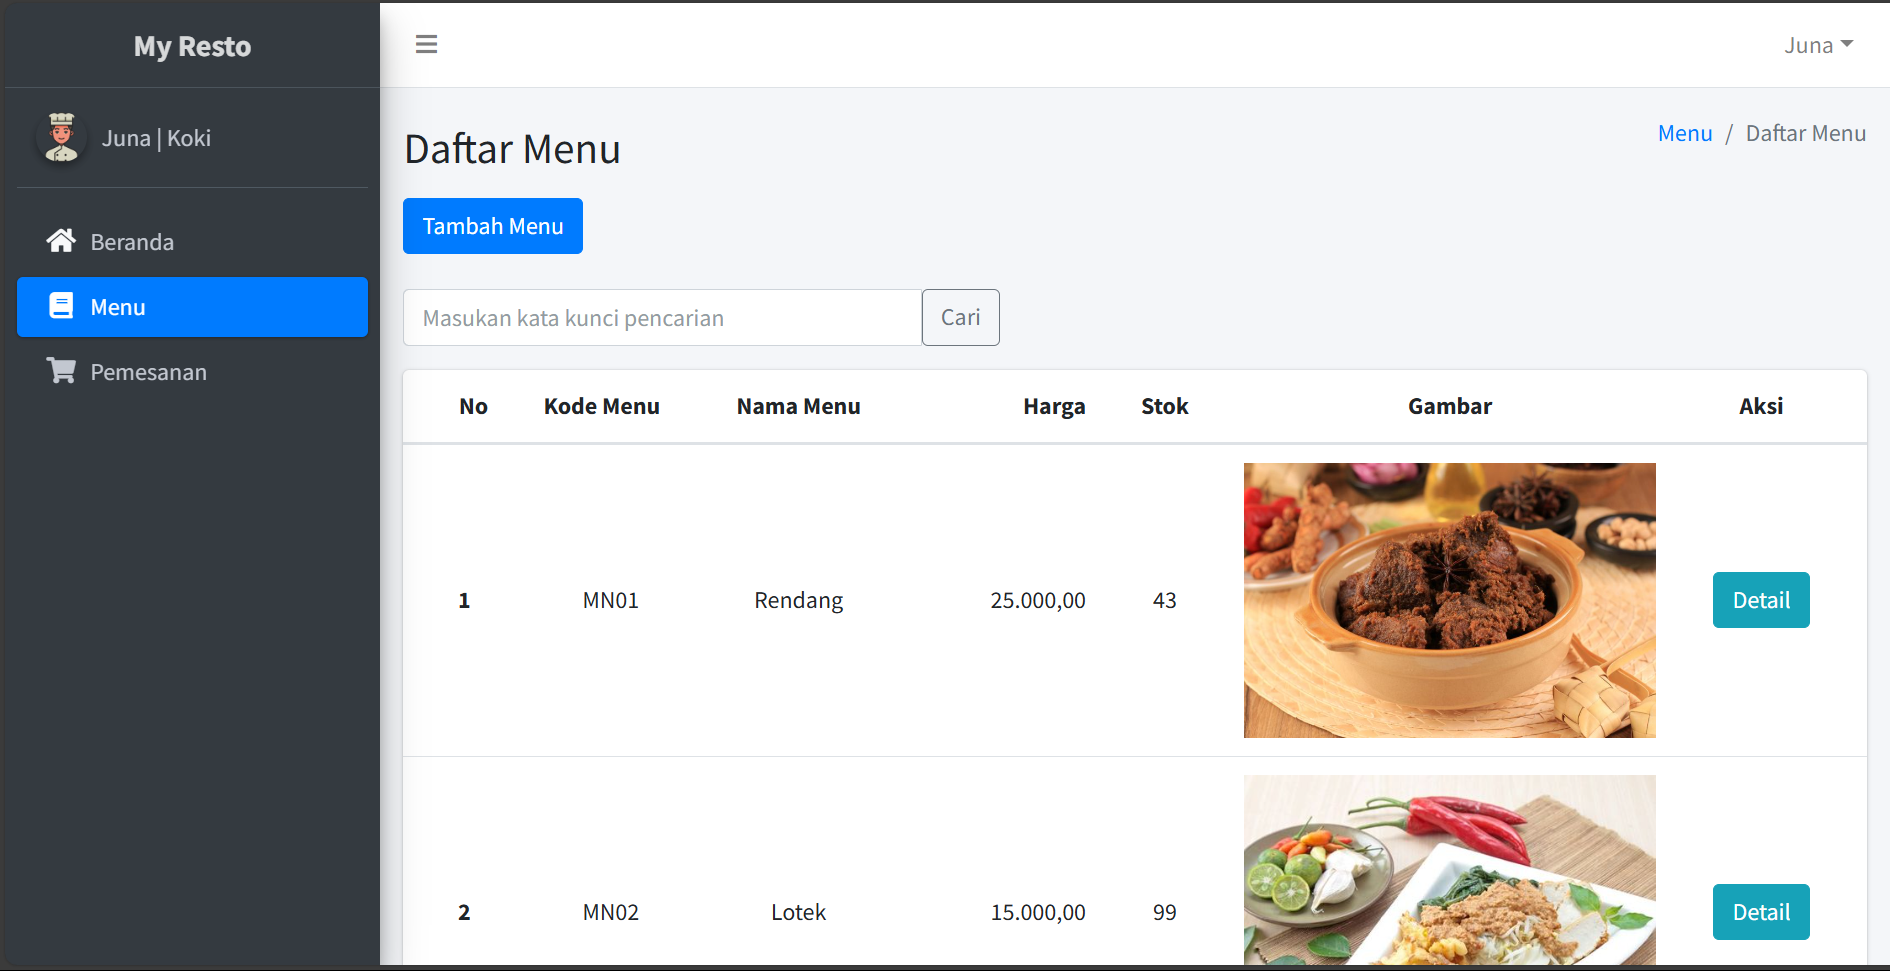 My Resto
Juna
Juna | Koki
Beranda
Menu
Pemesanan
Daftar Menu
Menu / Daftar Menu
Tambah Menu
Masukan kata kunci pencarian Cari
No Kode Menu Nama Menu Harga Stok Gambar Aksi
1 MN01 Rendang 25.000,00 43 Detail
2 MN02 Lotek 15.000,00 99 Detail